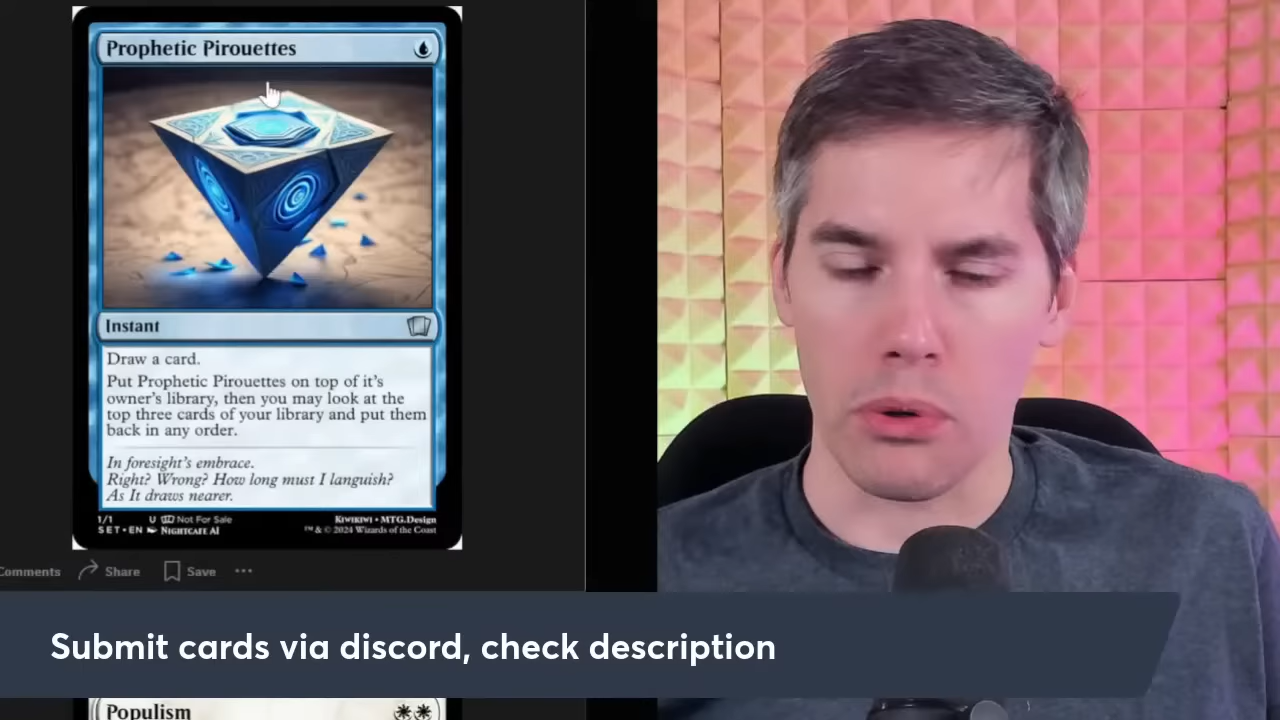 Prophetic Pirouettes
Instant
Draw a card.
Put Prophetic Pirouettes on top of it's
owner's library, then you may look at the
top three cards of your library and put them
back in any order.
In foresight's embrace.
Right? Wrong? How long must I languish?
As It draws nearer.
1/1 U Not For Sale
SET • EN NIGHTCAFE AI
KIWIKIWI • MTG.Design
™ & © 2024 Wizards of the Coast
Comments Share Save •••
Submit cards via discord, check description
Populism